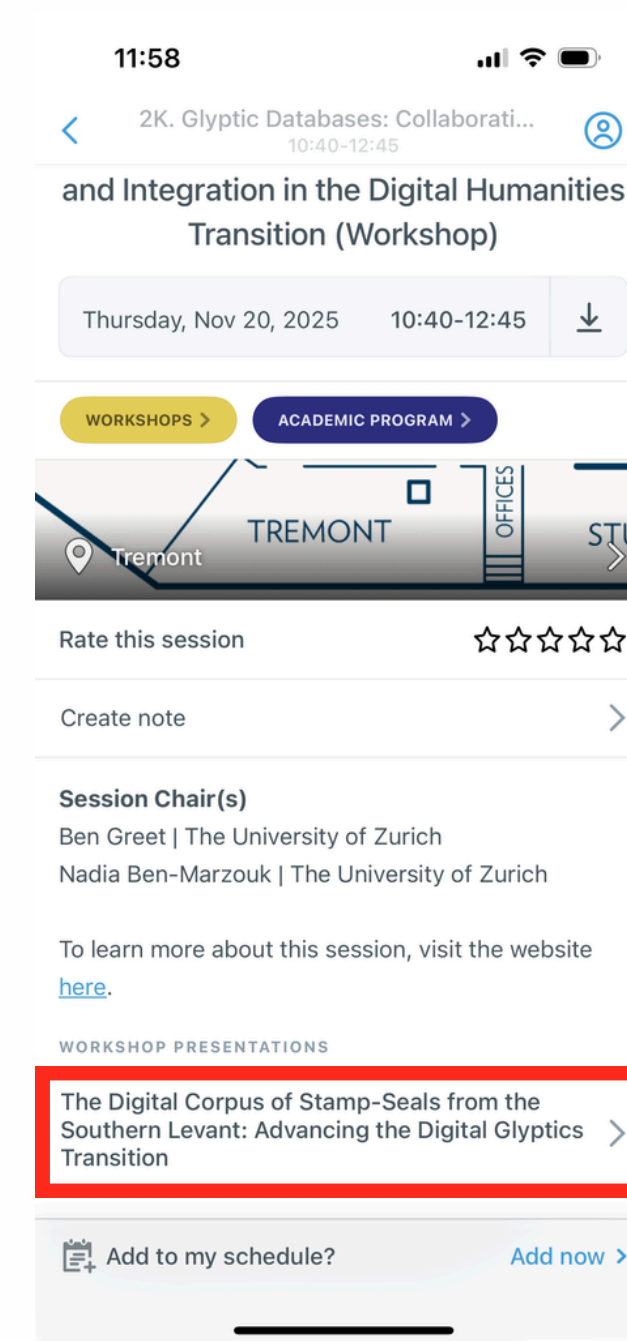 11:58
2K. Glyptic Databases: Collaborati...
10:40-12:45
and Integration in the Digital Humanities
Transition (Workshop)
Thursday, Nov 20, 2025 10:40-12:45
WORKSHOPS ACADEMIC PROGRAM
TREMONT
OFFICES
STU
Tremont
Rate this session
Create note
Session Chair(s)
Ben Greet | The University of Zurich
Nadia Ben-Marzouk | The University of Zurich
To learn more about this session, visit the website
here.
WORKSHOP PRESENTATIONS
The Digital Corpus of Stamp-Seals from the
Southern Levant: Advancing the Digital Glyptics
Transition
Add to my schedule? Add now